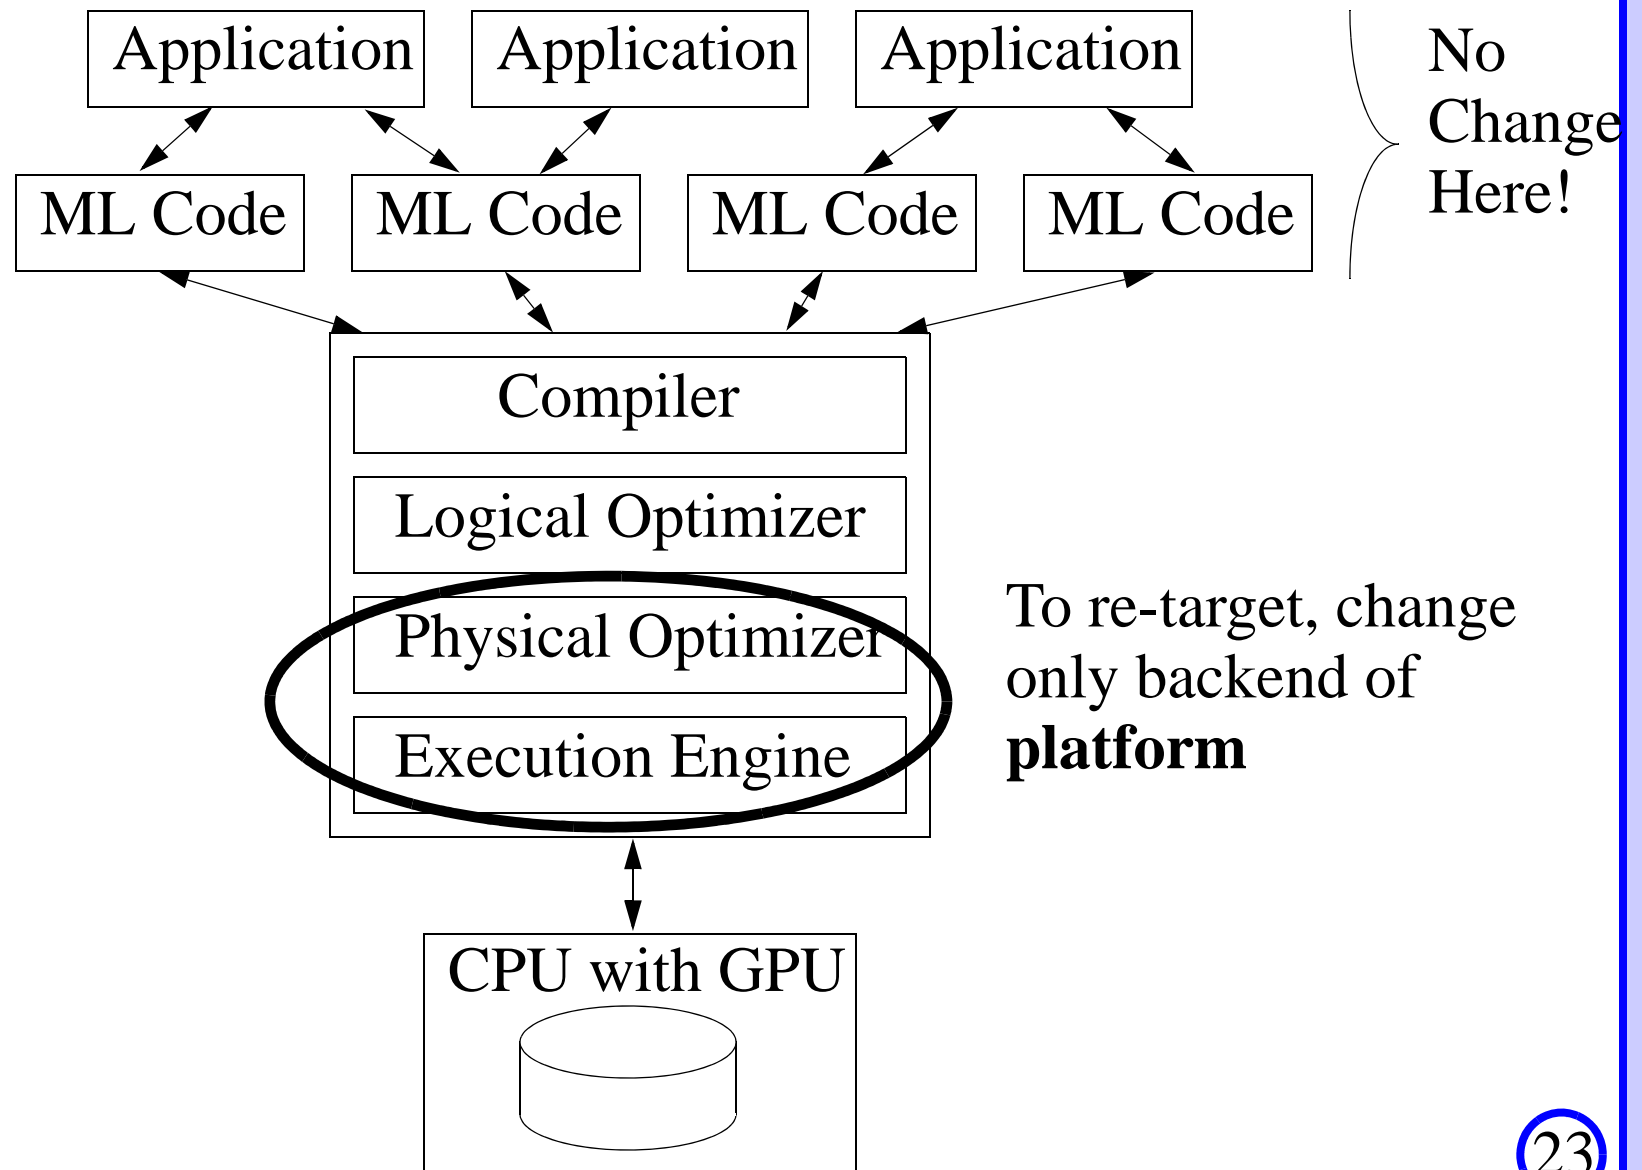 Application
Application
Application
No
Change
Here!
ML Code
ML Code
ML Code
ML Code
Compiler
Logical Optimizer
Physical Optimizer
Execution Engine
To re-target, change
only backend of
platform
CPU with GPU
23